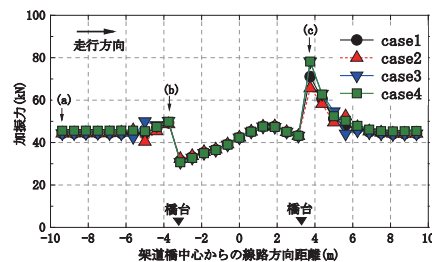 100
80
60
40
20
0
加振力(kN)
走行方向
(a)
(b)
(c)
case1
case2
case3
case4
橋台
橋台
-10 -8 -6 -4 -2 0 2 4 6 8 10
架道橋中心からの線路方向距離(m)